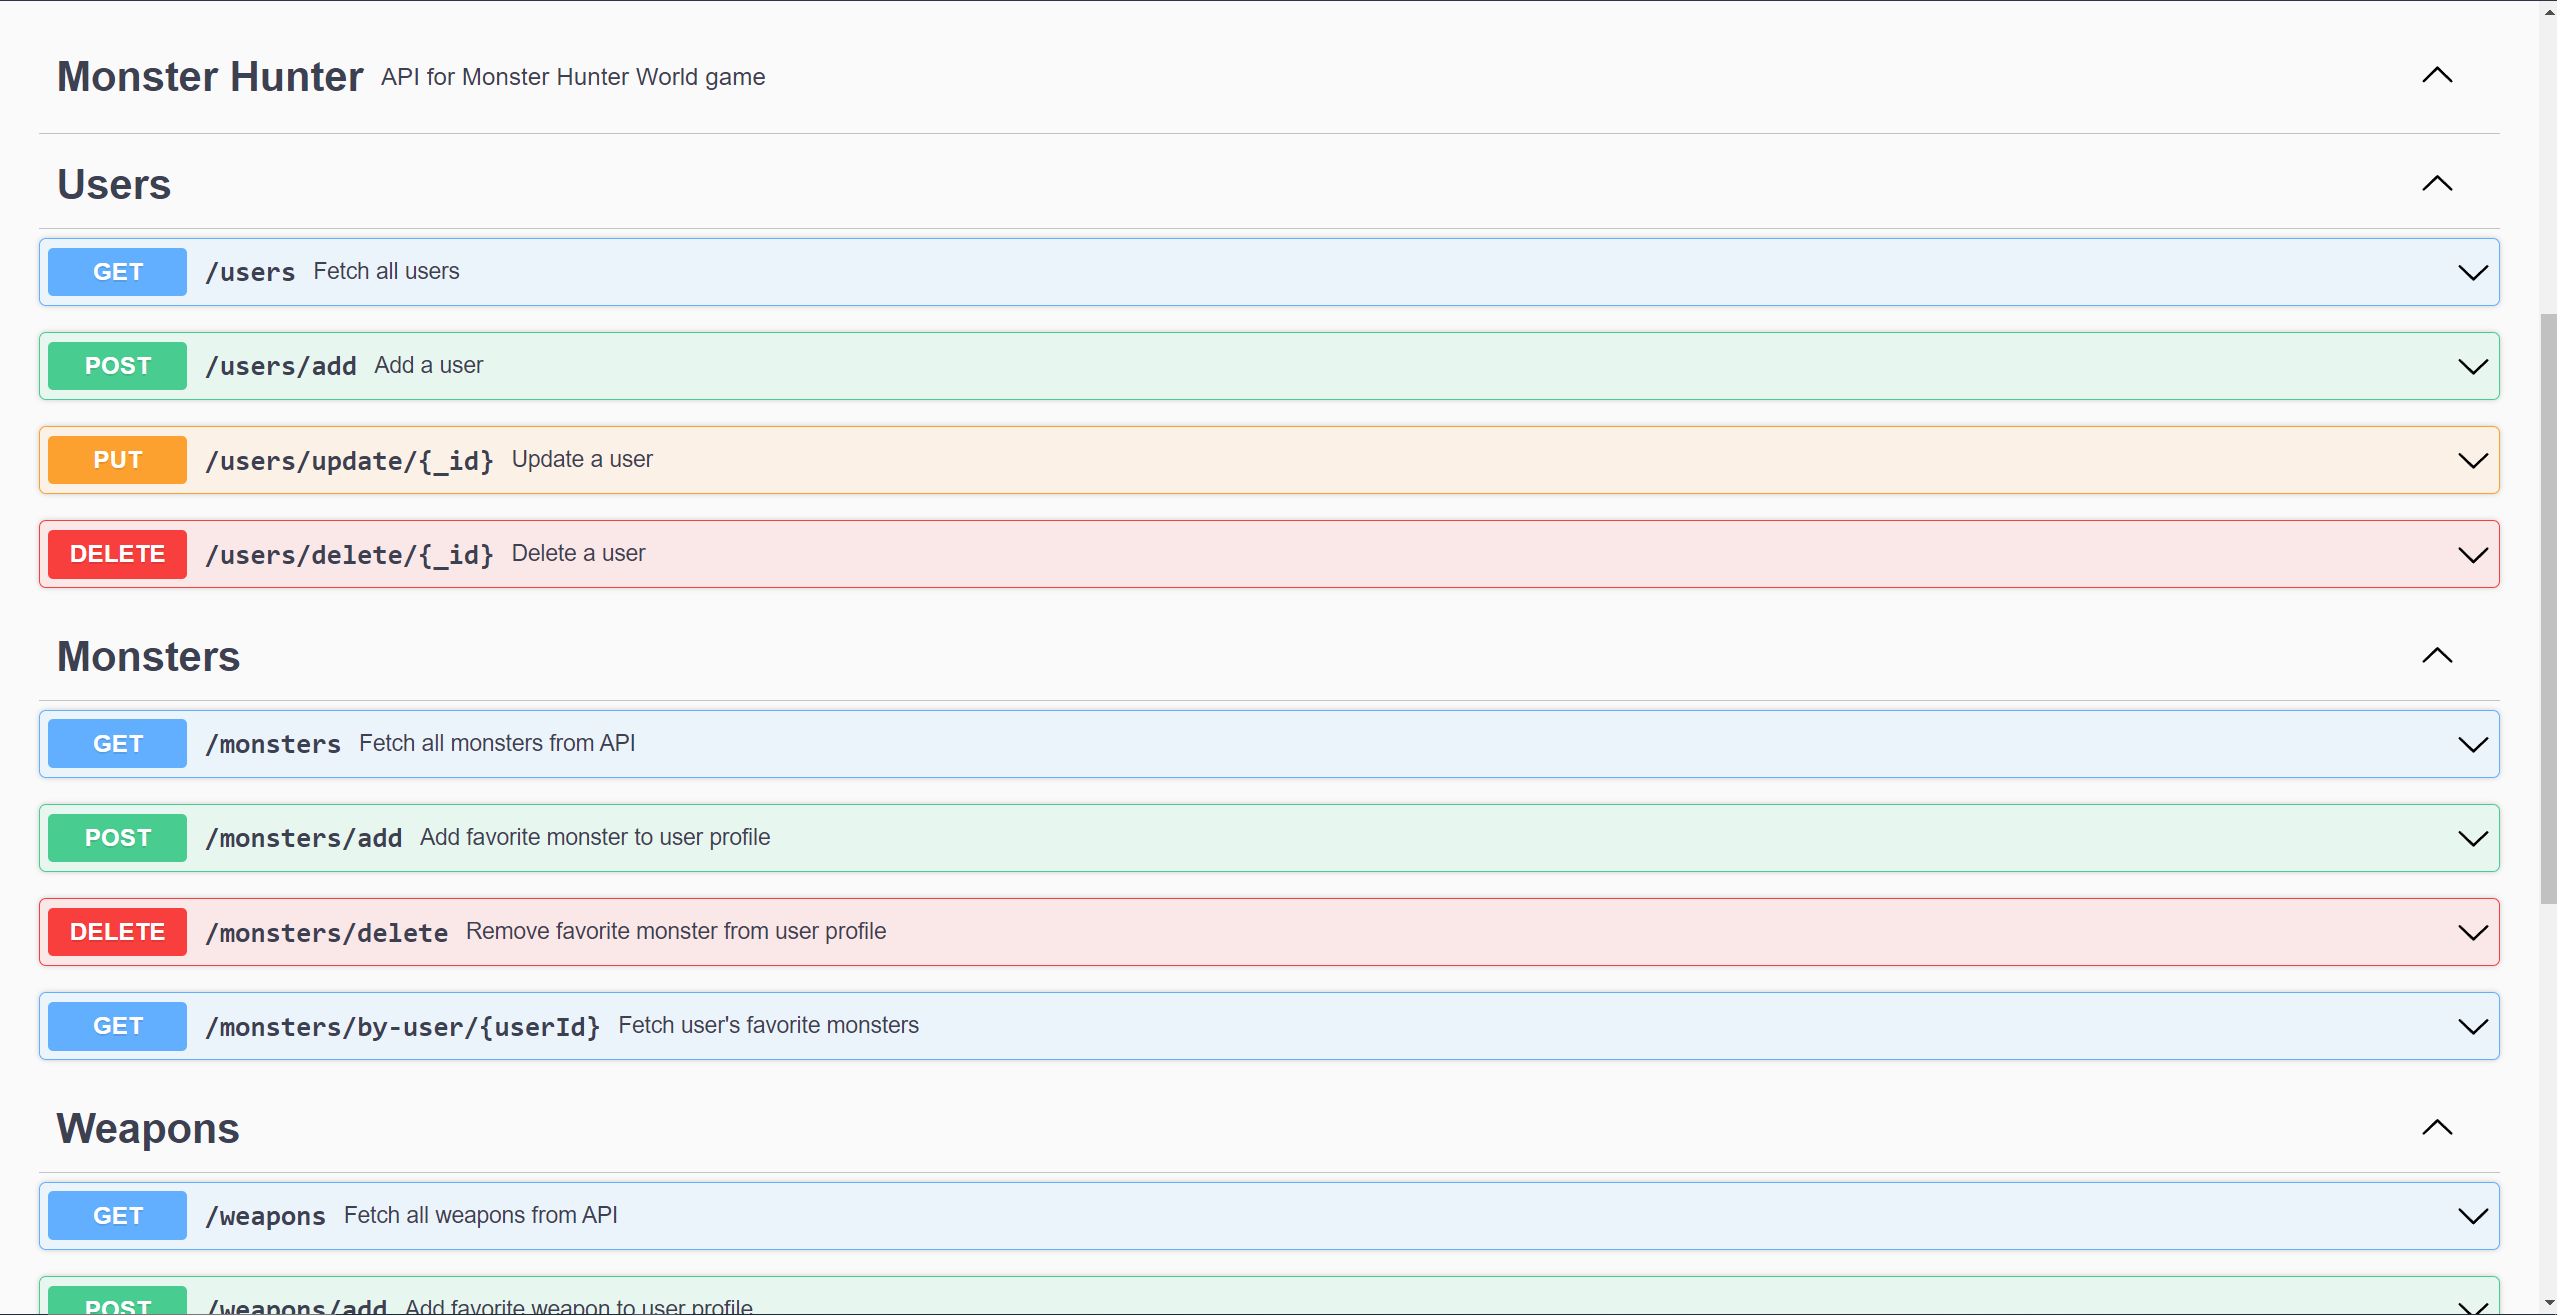 Monster Hunter API for Monster Hunter World game
Users
GET /users Fetch all users
POST /users/add Add a user
PUT /users/update/{_id} Update a user
DELETE /users/delete/{_id} Delete a user
Monsters
GET /monsters Fetch all monsters from API
POST /monsters/add Add favorite monster to user profile
DELETE /monsters/delete Remove favorite monster from user profile
GET /monsters/by-user/{userId} Fetch user's favorite monsters
Weapons
GET /weapons Fetch all weapons from API
POST /weapons/add Add favorite weapon to user profile